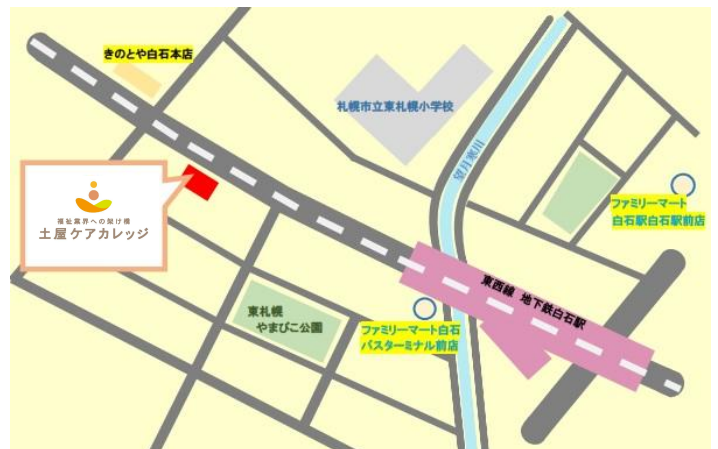 きのとや白石本店
札幌市立東札幌小学校
望月寒川
福祉業界への架け橋
土屋ケアカレッジ
ファミリーマート
白石駅白石駅前店
東西線 地下鉄白石駅
東札幌
やまびこ公園
ファミリーマート白石
バスターミナル前店